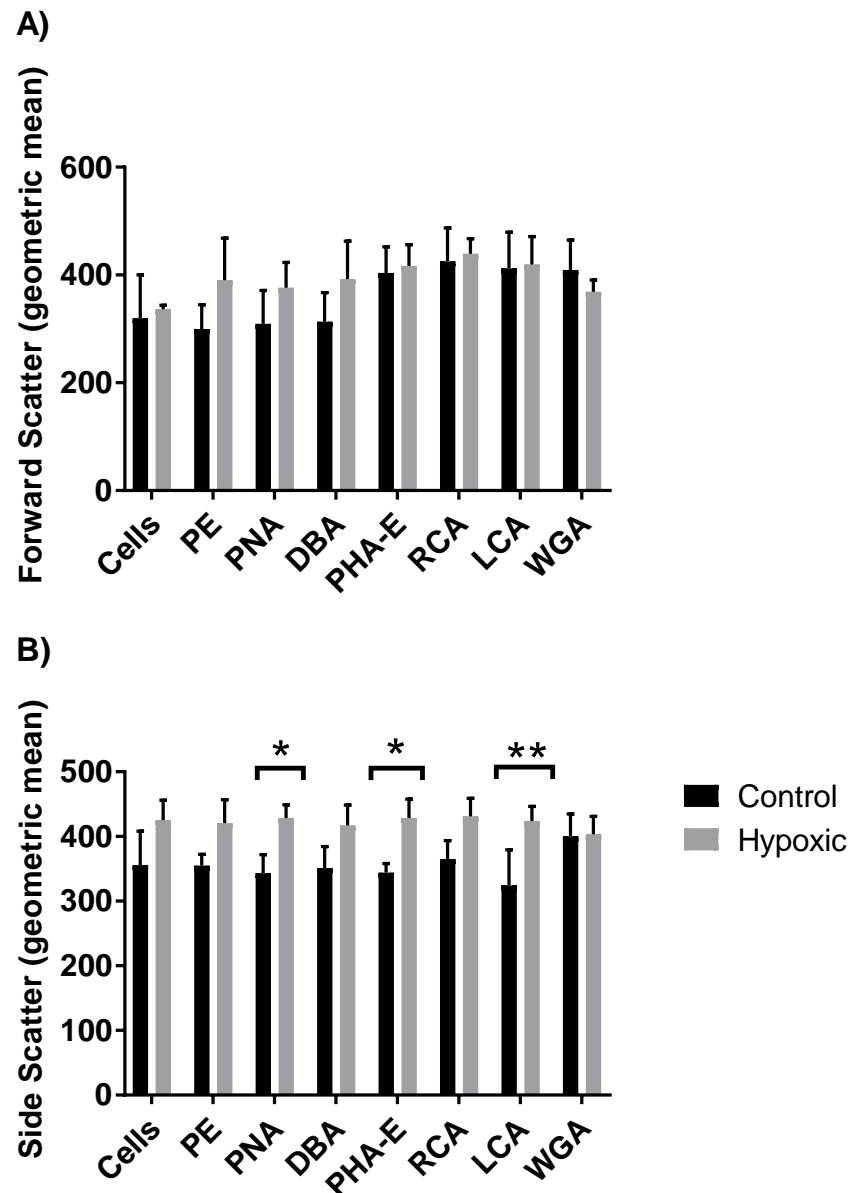 A)
Forward Scatter (geometric mean)
600
400
200
0
Cells
PE
PNA
DBA
PHA-E
RCA
LCA
WGA
B)
Side Scatter (geometric mean)
500
400
300
200
100
0
*
*
**
Cells
PE
PNA
DBA
PHA-E
RCA
LCA
WGA
Control
Hypoxic